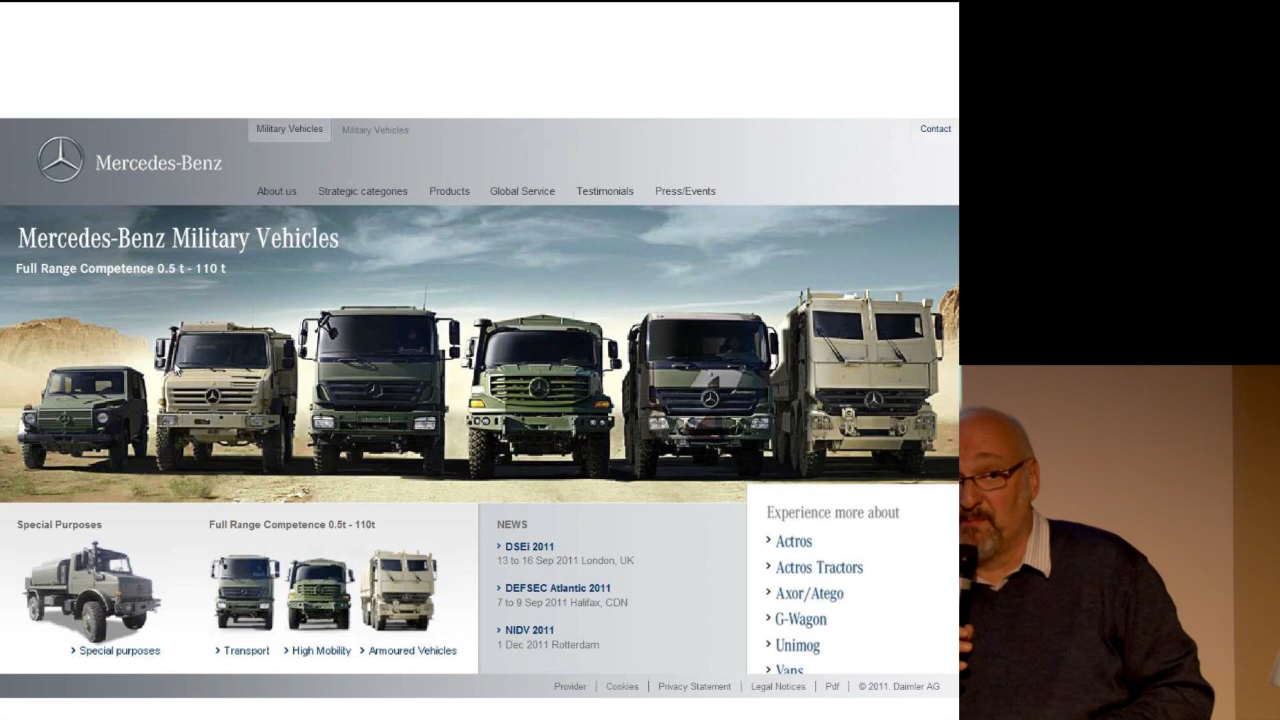 Military Vehicles
Military Vehicles
Contact
Mercedes-Benz
About us
Strategic categories
Products
Global Service
Testimonials
Press/Events
Mercedes-Benz Military Vehicles
Full Range Competence 0.5 t - 110 t
Special Purposes
Full Range Competence 0.5t - 110t
› Special purposes
› Transport
› High Mobility
› Armoured Vehicles
NEWS
› DSEi 2011
13 to 16 Sep 2011 London, UK
› DEFSEC Atlantic 2011
7 to 9 Sep 2011 Halifax, CDN
› NIDV 2011
1 Dec 2011 Rotterdam
Experience more about
› Actros
› Actros Tractors
› Axor/Atego
› G-Wagon
› Unimog
› Vans
Provider | Cookies | Privacy Statement | Legal Notices | Pdf | © 2011. Daimler AG